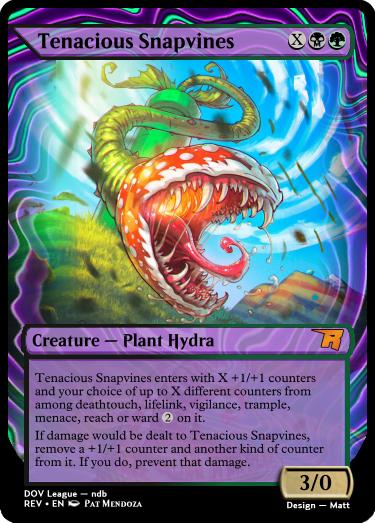 Tenacious Snapvines X
Creature — Plant Hydra
Tenacious Snapvines enters with X +1/+1 counters
and your choice of up to X different counters from
among deathtouch, lifelink, vigilance, trample,
menace, reach or ward 2 on it.
If damage would be dealt to Tenacious Snapvines,
remove a +1/+1 counter and another kind of counter
from it. If you do, prevent that damage.
3/0
DOV League — ndb
REV • EN Pat Mendoza
Design — Matt